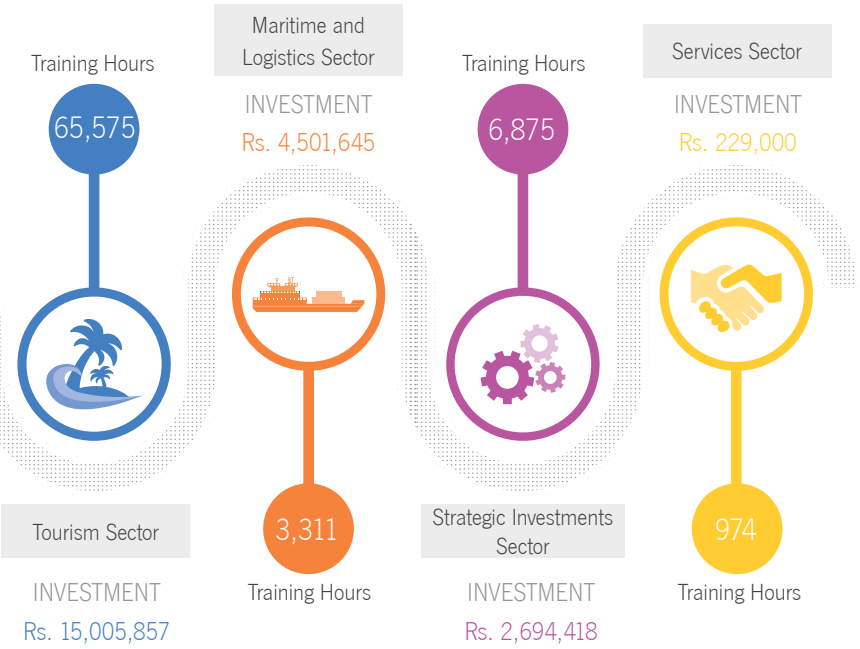 Training Hours
65,575
Tourism Sector
INVESTMENT
Rs. 15,005,857
Maritime and
Logistics Sector
INVESTMENT
Rs. 4,501,645
3,311
Training Hours
Training Hours
6,875
Strategic Investments
Sector
INVESTMENT
Rs. 2,694,418
Services Sector
INVESTMENT
Rs. 229,000
974
Training Hours